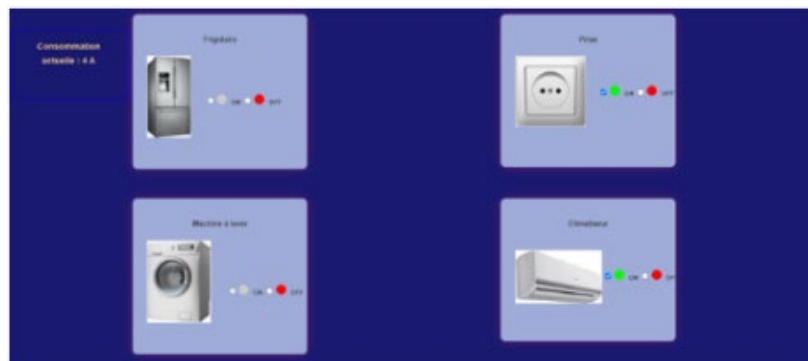 Consommation
actuelle : 4 A
Frigidaire
ON OFF
Prise
ON OFF
Machine à laver
ON OFF
Climatiseur
ON OFF